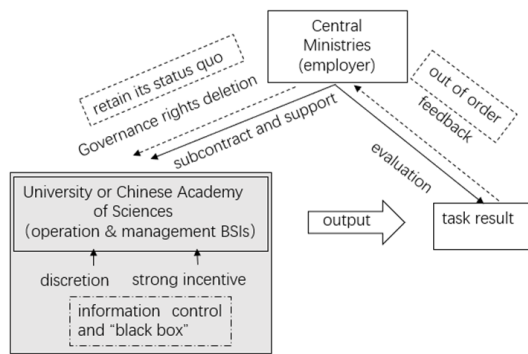 Central
Ministries
(employer)
retain its status quo
Governance rights deletion
subcontract and support
out of order
feedback
evaluation
University or Chinese Academy
of Sciences
(operation & management BSIs)
output
task result
discretion
strong incentive
information control
and "black box"